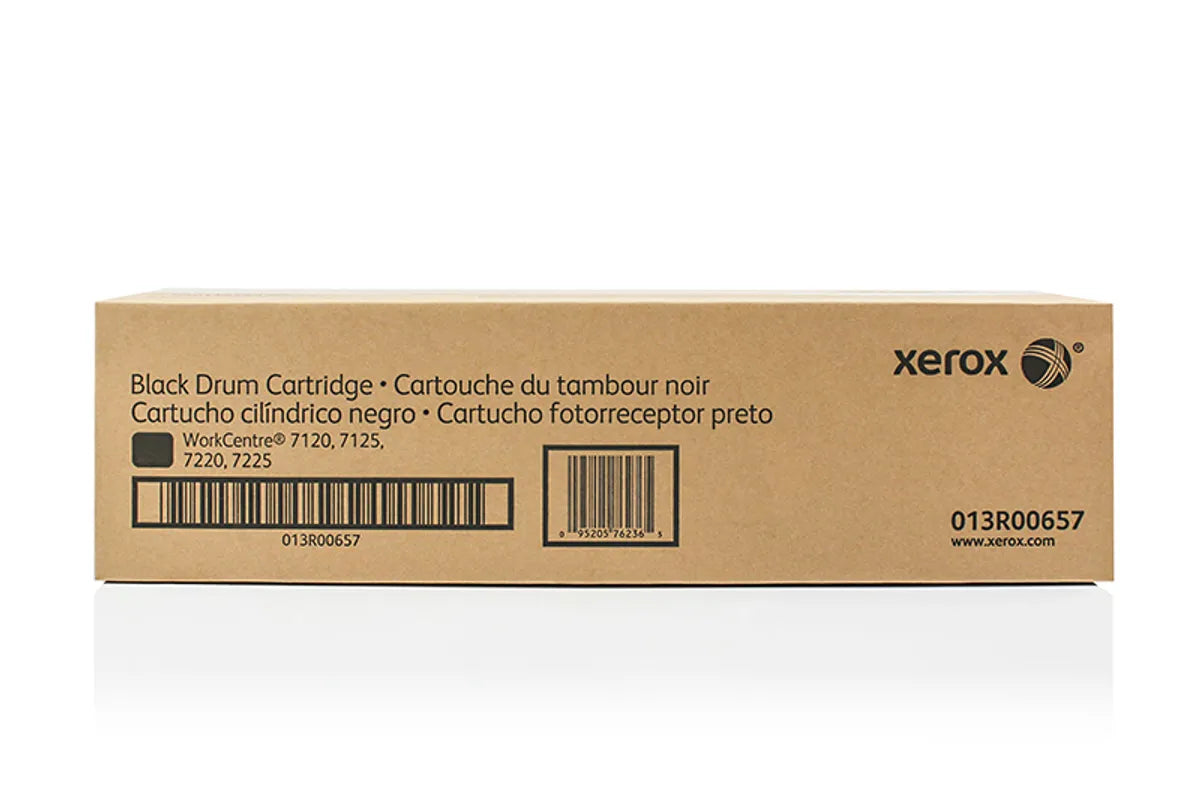 xerox ®
Black Drum Cartridge • Cartouche du tambour noir
Cartucho cilíndrico negro • Cartucho fotorreceptor preto
WorkCentre® 7120, 7125,
7220, 7225
013R00657
0 95205 76236 3
013R00657
www.xerox.com